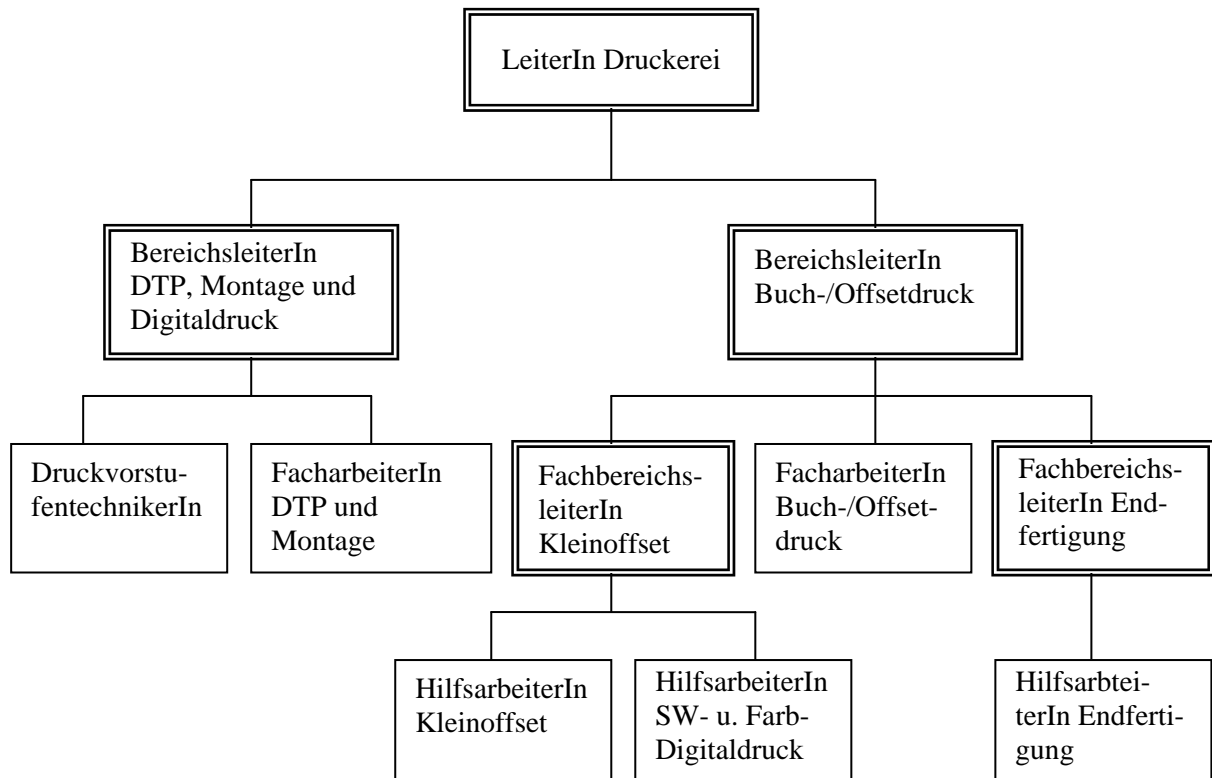 LeiterIn Druckerei
BereichsleiterIn
DTP, Montage und
Digitaldruck
BereichsleiterIn
Buch-/Offsetdruck
Druckvorstu-
fentechnikerIn
FacharbeiterIn
DTP und
Montage
Fachbereichs-
leiterIn
Kleinoffset
FacharbeiterIn
Buch-/Offset-
druck
Fachbereichs-
leiterIn End-
fertigung
HilfsarbeiterIn
Kleinoffset
HilfsarbeiterIn
SW- u. Farb-
Digitaldruck
Hilfsarbtei-
terIn Endferti-
gung